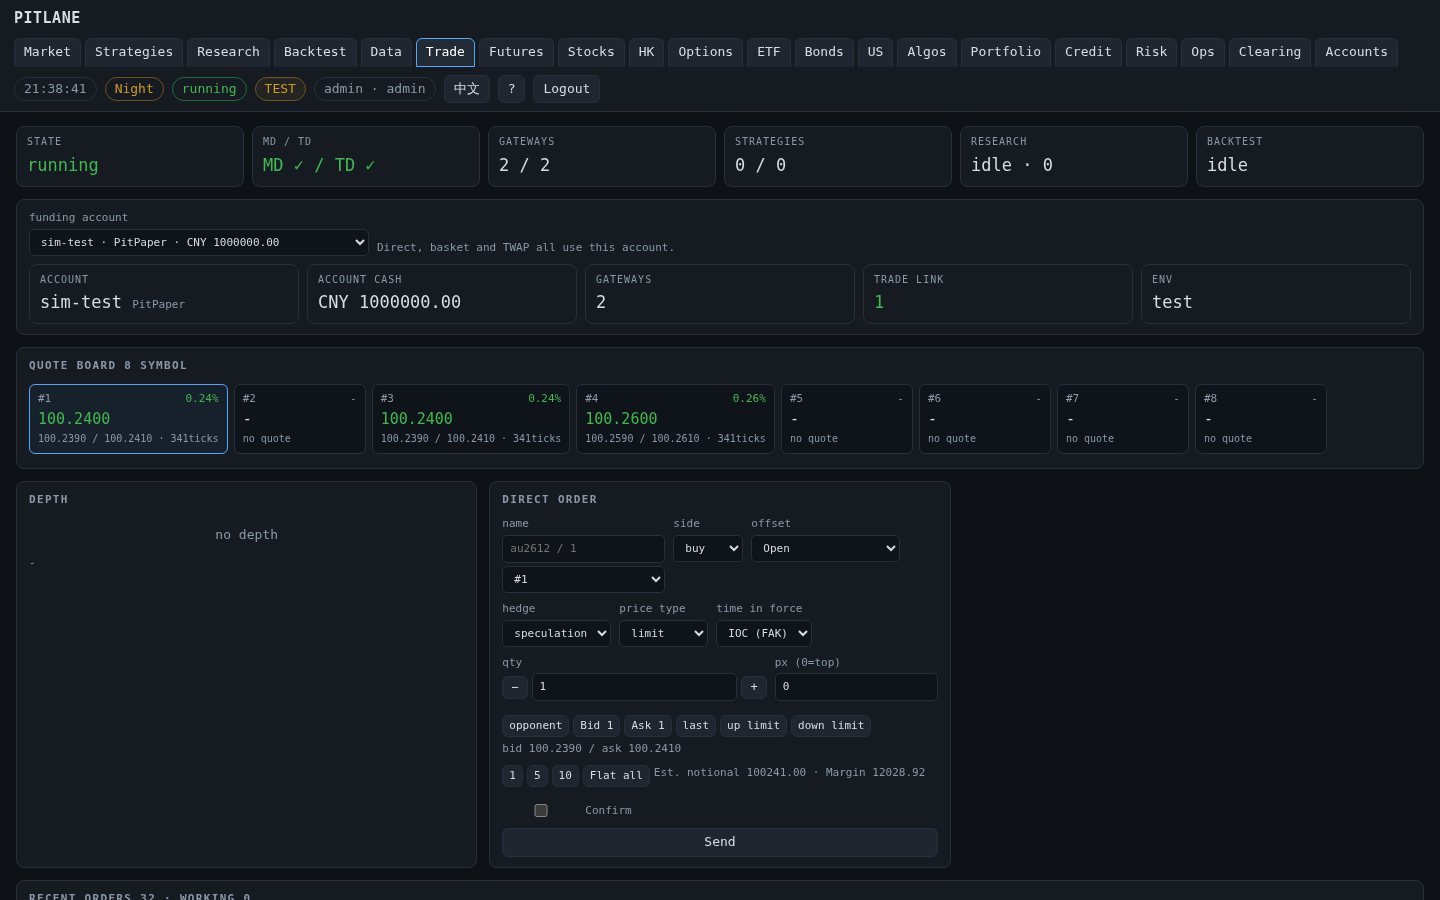 PITLANE
Market Strategies Research Backtest Data Trade Futures Stocks HK Options ETF Bonds US Algos Portfolio Credit Risk Ops Clearing Accounts
21:38:41 Night running TEST admin · admin 中文 ? Logout
STATE MD / TD GATEWAYS STRATEGIES RESEARCH BACKTEST
running MD ✓ / TD ✓ 2 / 2 0 / 0 idle · 0 idle
funding account
sim-test · PitPaper · CNY 1000000.00 Direct, basket and TWAP all use this account.
ACCOUNT ACCOUNT CASH GATEWAYS TRADE LINK ENV
sim-test PitPaper CNY 1000000.00 2 1 test
QUOTE BOARD 8 SYMBOL
#1 0.24% #2 - #3 0.24% #4 0.26% #5 - #6 - #7 - #8 -
100.2400 - 100.2400 100.2600 - - - -
100.2390 / 100.2410 · 341ticks no quote 100.2390 / 100.2410 · 341ticks 100.2590 / 100.2610 · 341ticks no quote no quote no quote no quote
DEPTH
no depth
-
DIRECT ORDER
name side offset
au2612 / 1 buy Open
#1
hedge price type time in force
speculation limit IOC (FAK)
qty px (0=top)
− 1 + 0
opponent Bid 1 Ask 1 last up limit down limit
bid 100.2390 / ask 100.2410
1 5 10 Flat all Est. notional 100241.00 · Margin 12028.92
Confirm
Send
RECENT ORDERS 32 · WORKING 0